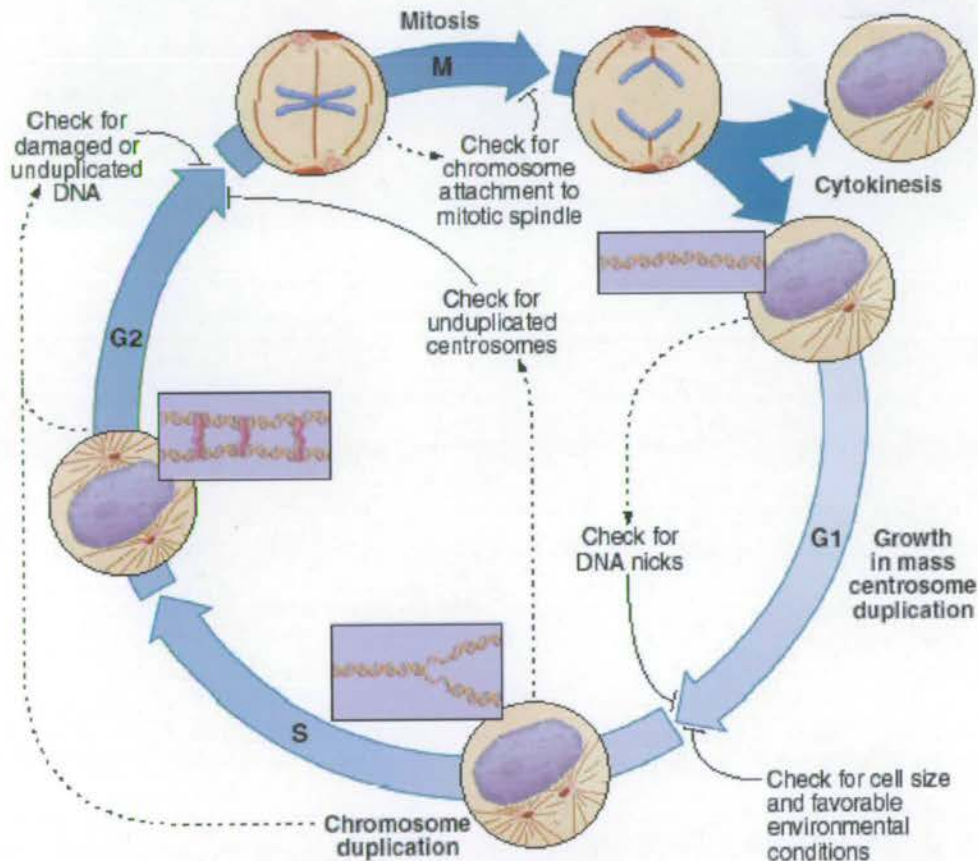 Mitosis
M
Check for
damaged or
unduplicated
DNA
Check for
chromosome
attachment to
mitotic spindle
Cytokinesis
Check for
unduplicated
centrosomes
G2
Check for
DNA nicks
G1
Growth
in mass
centrosome
duplication
S
Chromosome
duplication
Check for cell size
and favorable
environmental
conditions